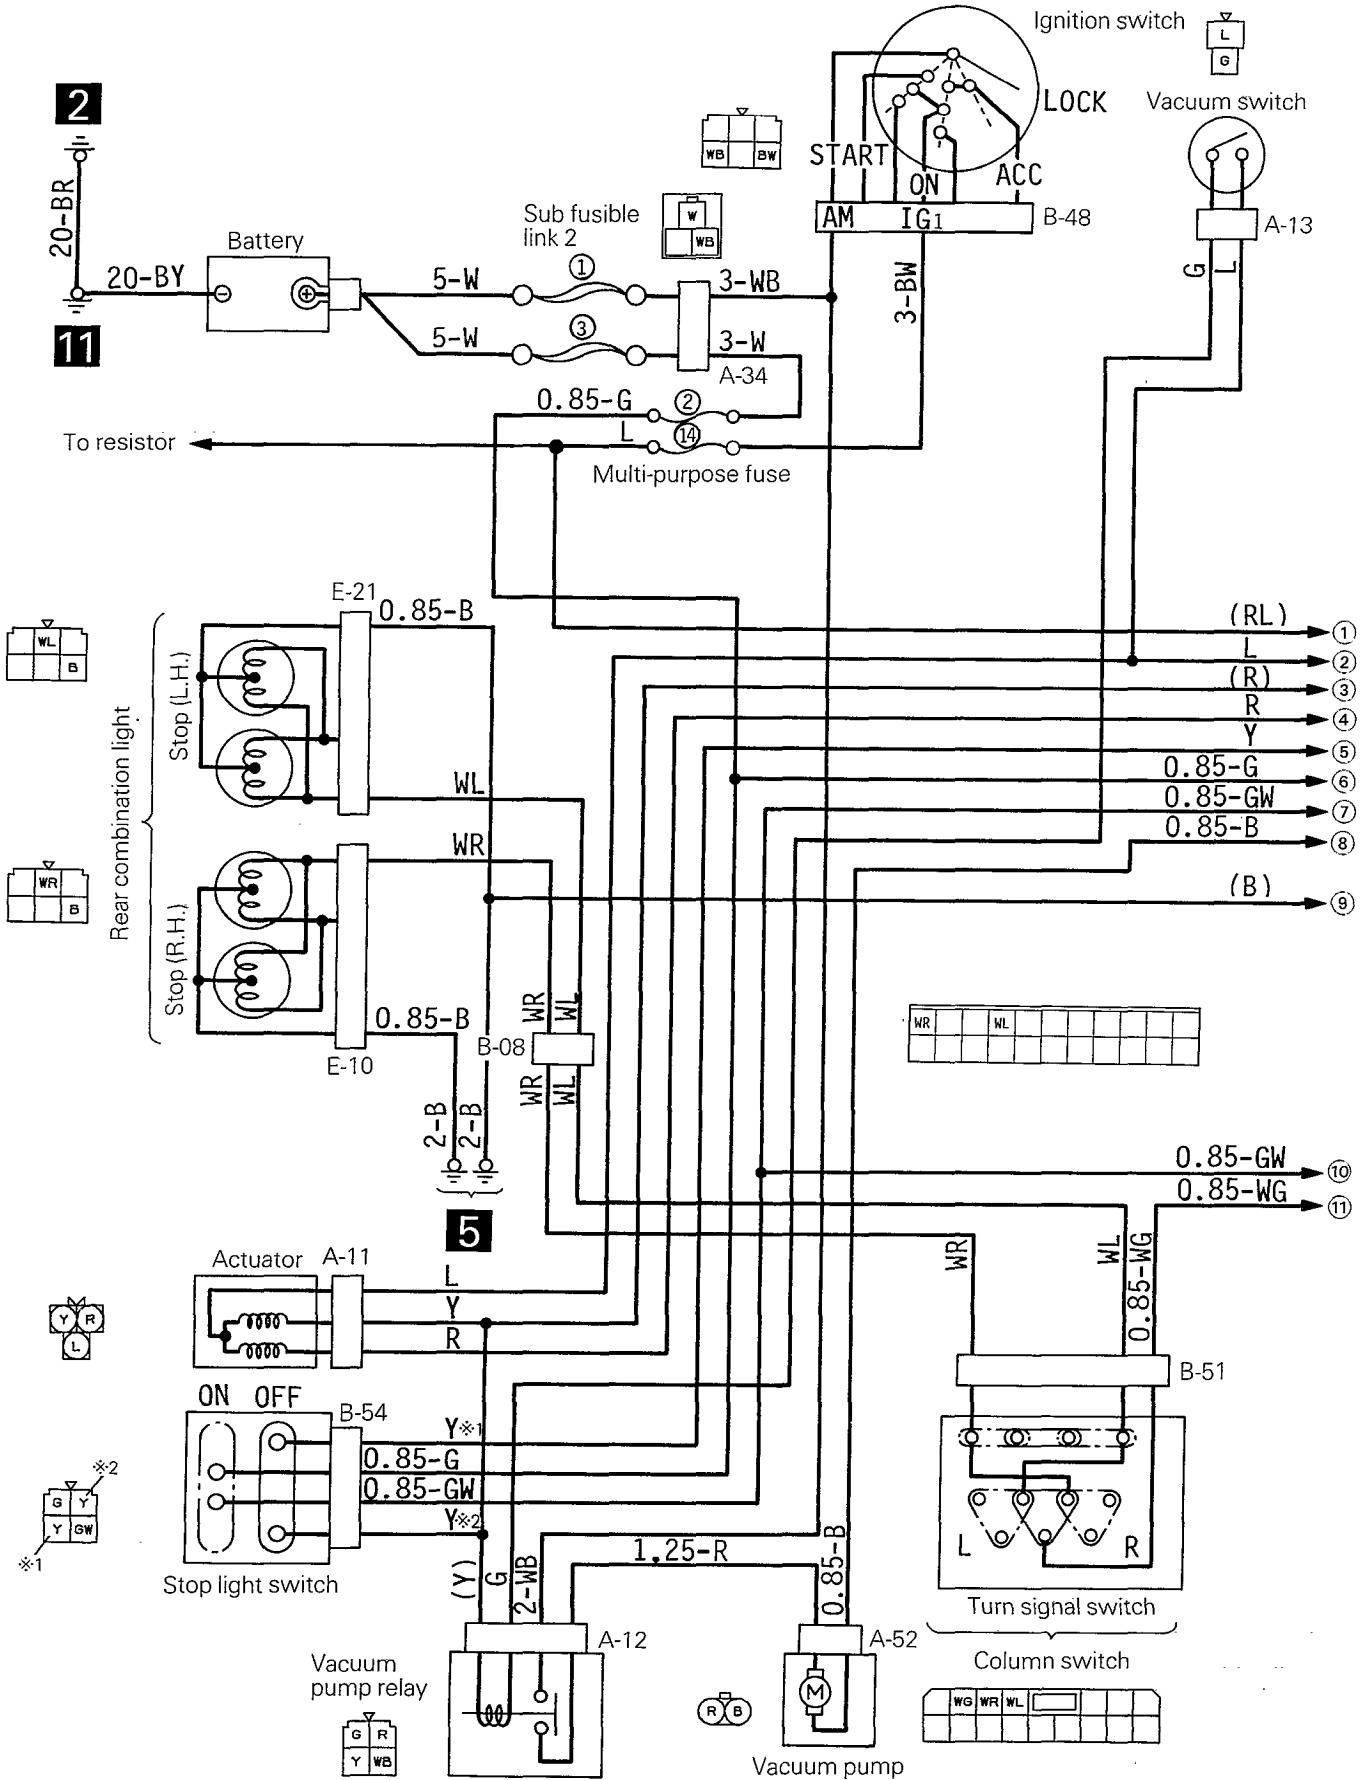 Ignition switch
L
G
2
LOCK
Vacuum switch
WB
BW
START
ON
ACC
20-BR
Sub fusible
link 2
W
WB
AM
IG1
B-48
A-13
Battery
G
L
20-BY
5-W
1
3-WB
3-BW
11
5-W
3
3-W
A-34
0.85-G
2
To resistor
L
14
Multi-purpose fuse
E-21
0.85-B
(RL)
1
WL
B
Stop (L.H.)
L
2
(R)
3
R
4
Rear combination light
Y
5
0.85-G
6
WL
0.85-GW
7
0.85-B
8
WR
WR
B
(B)
9
Stop (R.H.)
WR
WL
0.85-B
WR
WL
B-08
E-10
WR
WL
2-B
2-B
0.85-GW
10
0.85-WG
11
5
WR
WL
0.85-WG
Actuator
A-11
L
Y
R
L
Y
R
B-51
ON
OFF
B-54
Y※1
0.85-G
0.85-GW
Y※2
※2
G
Y
Y
GW
※1
1.25-R
0.85-B
L
R
(Y)
G
2-WB
Stop light switch
Turn signal switch
A-12
A-52
Column switch
Vacuum
pump relay
M
R
B
WG
WR
WL
G
R
Y
WB
Vacuum pump